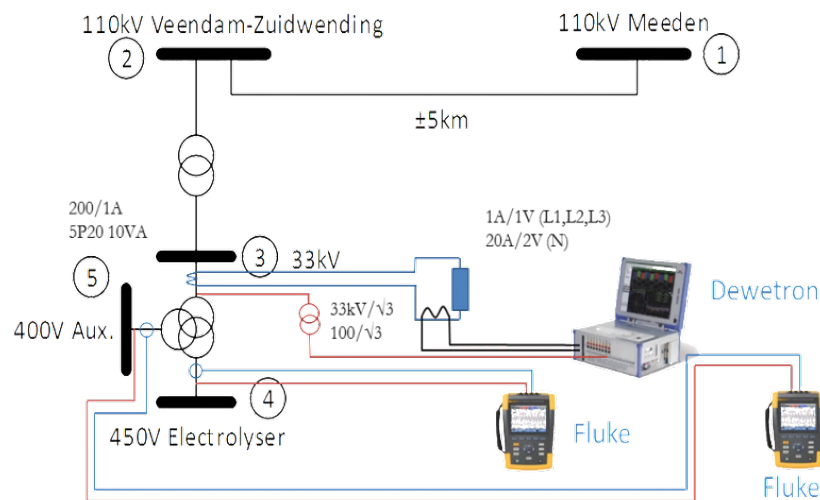 110kV Veendam-Zuidwending
110kV Meeden
2
1
±5km
200/1A
5P20 10VA
1A/1V (L1,L2,L3)
20A/2V (N)
3
33kV
5
Dewetron
33kV/√3
100/√3
400V Aux.
4
450V Electrolyser
Fluke
Fluke